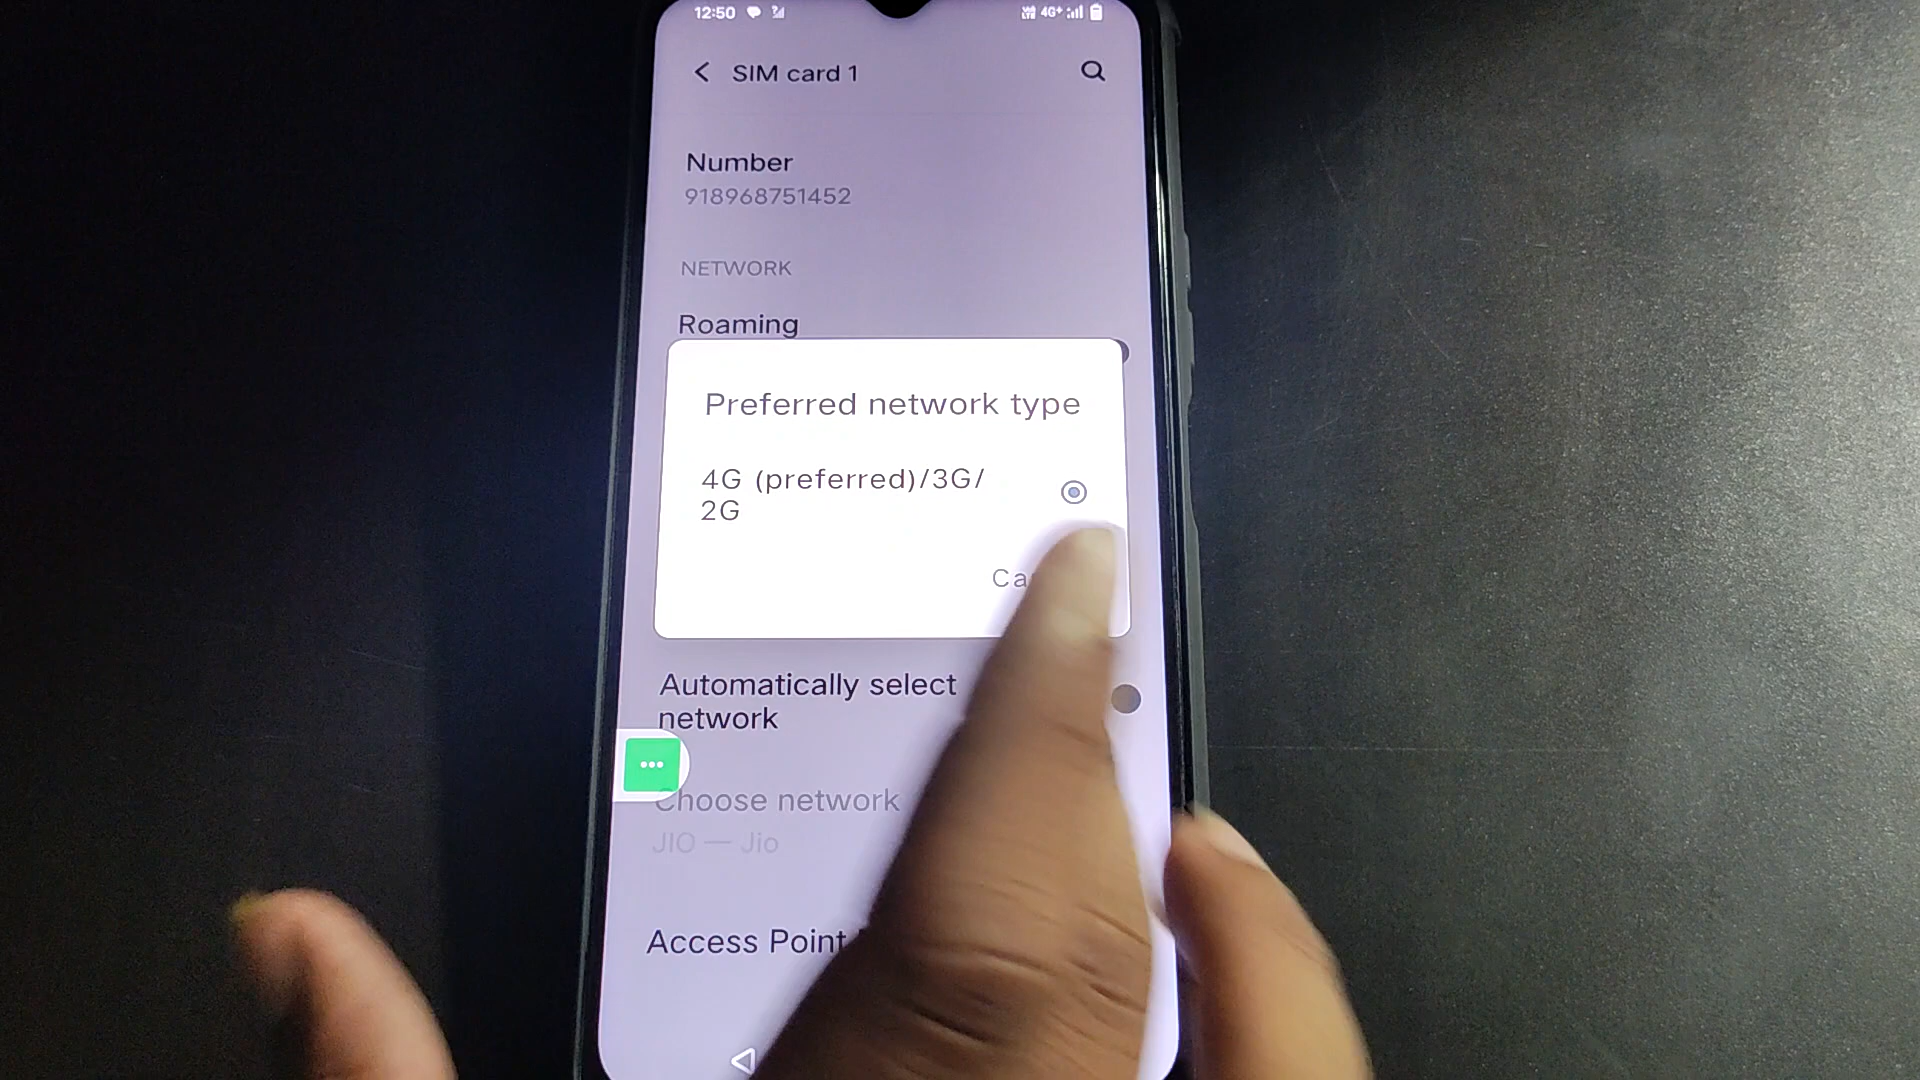 12:50
4G+
SIM card 1
Number
918968751452
NETWORK
Roaming
Preferred network type
4G (preferred)/3G/
2G
Automatically select
network
Choose network
JIO — Jio
Access Point